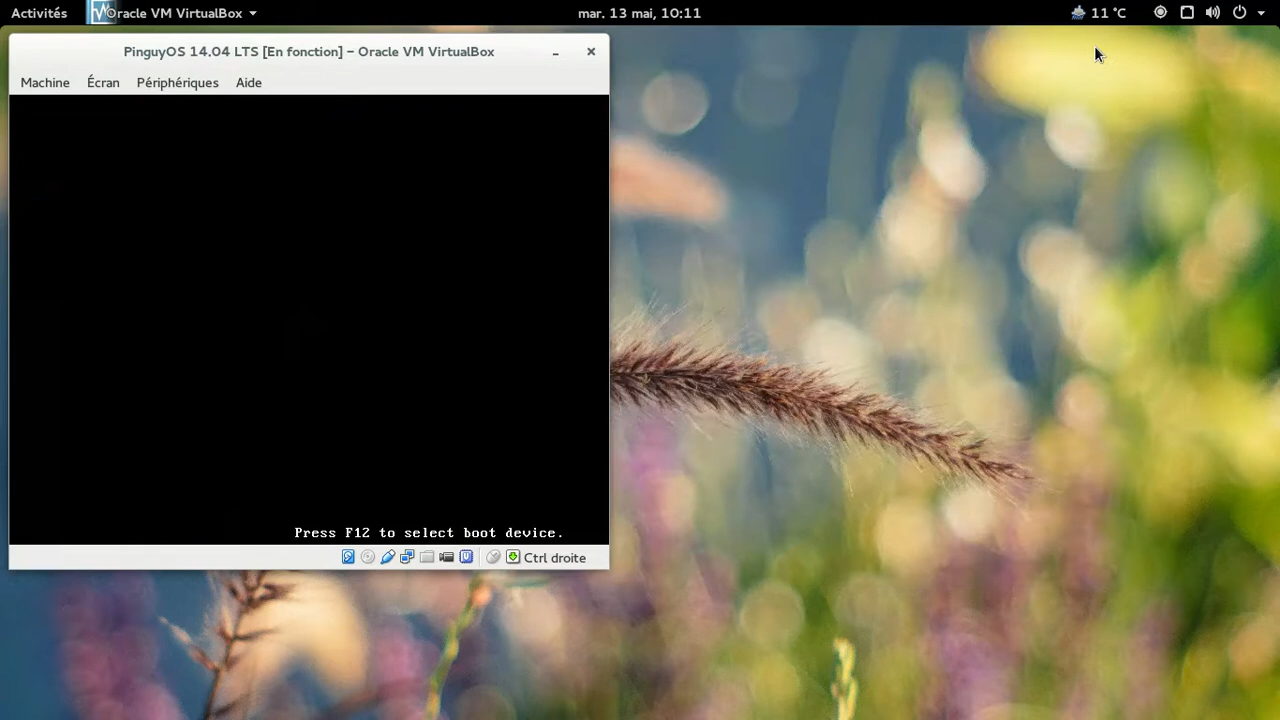 Activités
Oracle VM VirtualBox
mar. 13 mai, 10:11
11 °C
PinguyOS 14.04 LTS [En fonction] – Oracle VM VirtualBox
Machine Écran Périphériques Aide
Press F12 to select boot device.
Ctrl droite